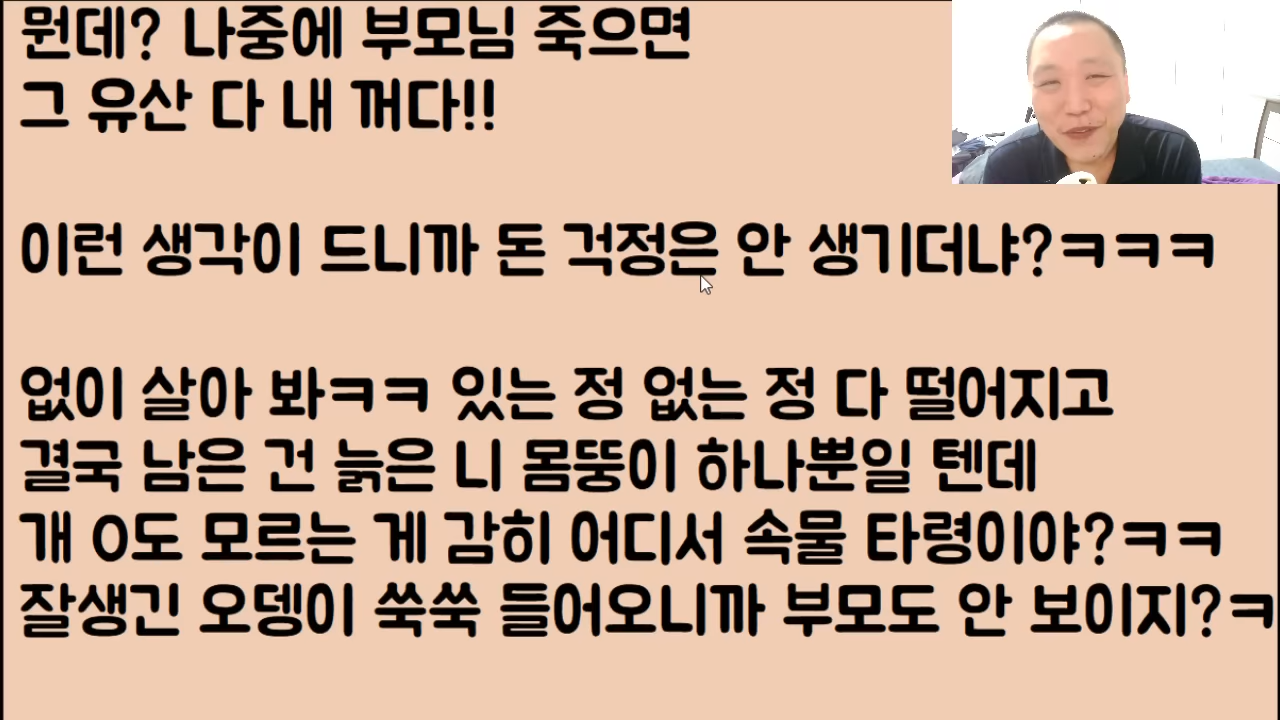 뭔데? 나중에 부모님 죽으면
그 유산 다 내 꺼다!!
이런 생각이 드니까 돈 걱정은 안 생기더냐?ㅋㅋㅋ
없이 살아 봐ㅋㅋ 있는 정 없는 정 다 떨어지고
결국 남은 건 늙은 니 몸뚱이 하나뿐일 텐데
개 O도 모르는 게 감히 어디서 속물 타령이야?ㅋㅋ
잘생긴 오뎅이 쑥쑥 들어오니까 부모도 안 보이지?ㅋ